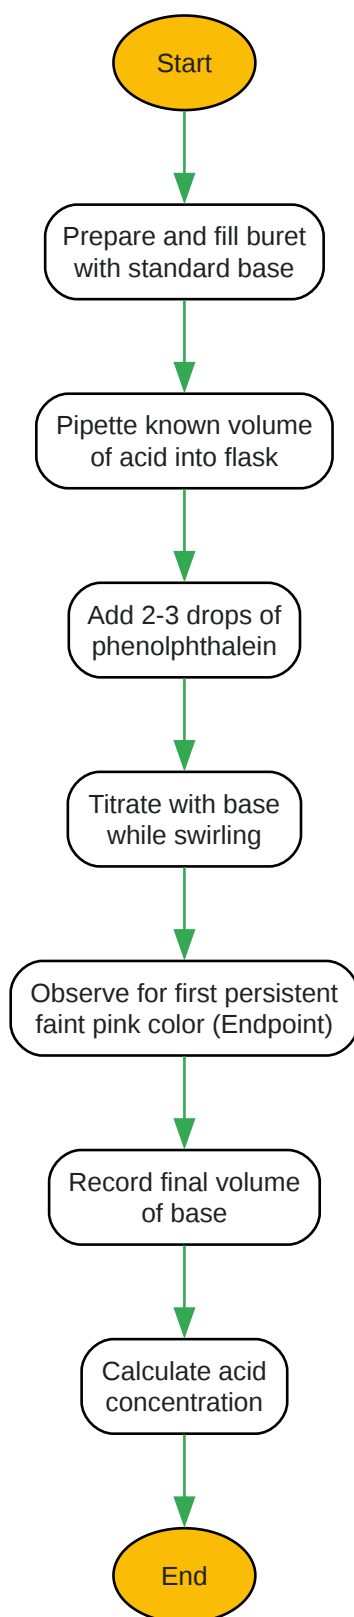 Start
Prepare and fill buret
with standard base
Pipette known volume
of acid into flask
Add 2-3 drops of
phenolphthalein
Titrate with base
while swirling
Observe for first persistent
faint pink color (Endpoint)
Record final volume
of base
Calculate acid
concentration
End